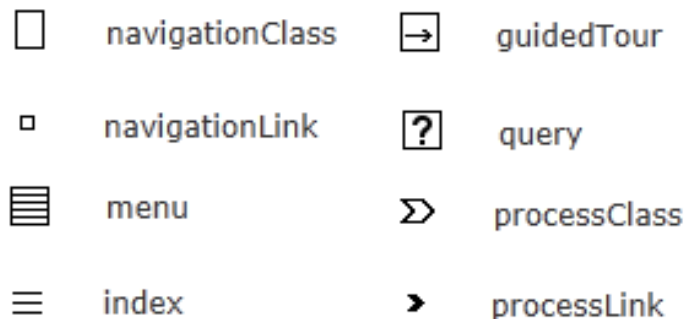 navigationClass
guidedTour
navigationLink
?
query
menu
processClass
index
processLink